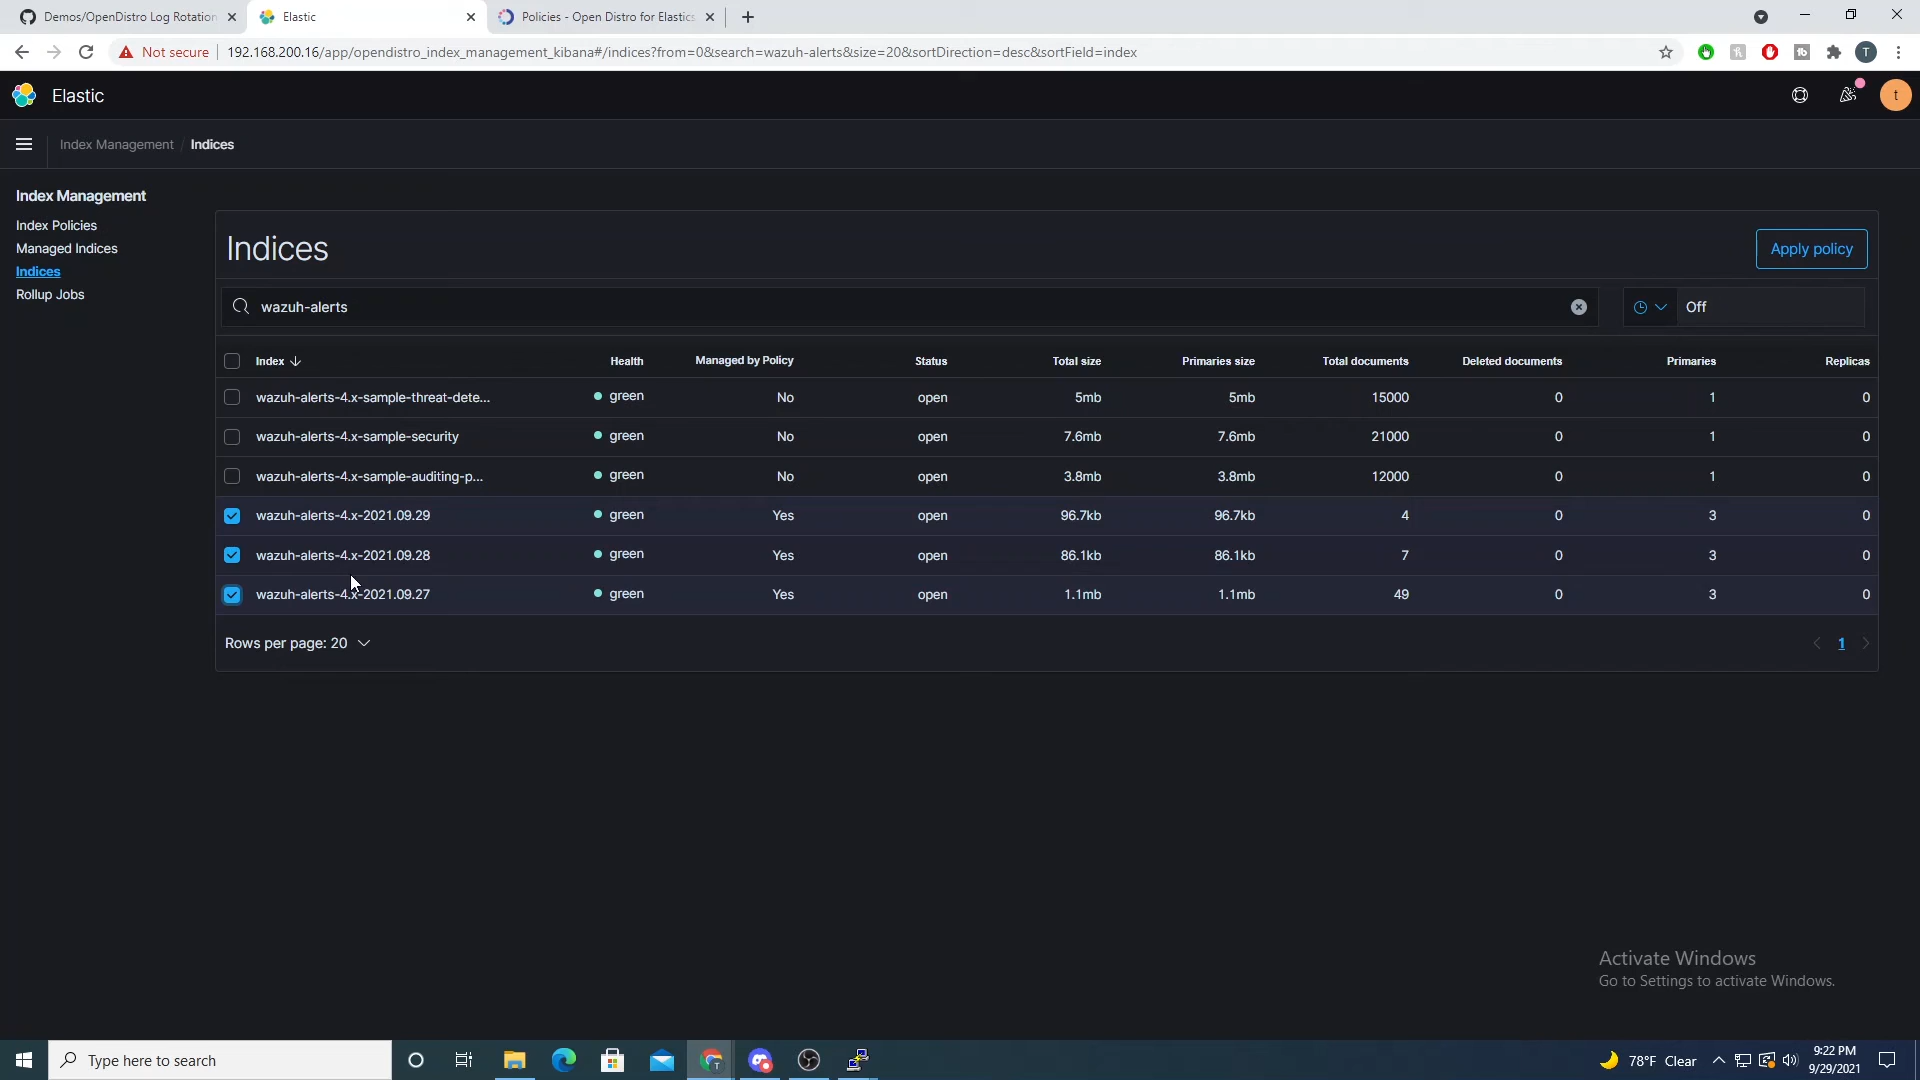 Demos/OpenDistro Log Rotation
Elastic
Policies - Open Distro for Elastics
Not secure
192.168.200.16/app/opendistro_index_management_kibana#/indices?from=0&search=wazuh-alerts&size=20&sortDirection=desc&sortField=index
T
Elastic
t
Index Management / Indices
Index Management
Index Policies
Managed Indices
Indices
Rollup Jobs
Indices
Apply policy
wazuh-alerts
Off
Index Health Managed by Policy Status Total size Primaries size Total documents Deleted documents Primaries Replicas
wazuh-alerts-4.x-sample-threat-dete... green No open 5mb 5mb 15000 0 1 0
wazuh-alerts-4.x-sample-security green No open 7.6mb 7.6mb 21000 0 1 0
wazuh-alerts-4.x-sample-auditing-p... green No open 3.8mb 3.8mb 12000 0 1 0
wazuh-alerts-4.x-2021.09.29 green Yes open 96.7kb 96.7kb 4 0 3 0
wazuh-alerts-4.x-2021.09.28 green Yes open 86.1kb 86.1kb 7 0 3 0
wazuh-alerts-4.x-2021.09.27 green Yes open 1.1mb 1.1mb 49 0 3 0
Rows per page: 20
1
Activate Windows
Go to Settings to activate Windows.
Type here to search
78°F Clear
9:22 PM
9/29/2021